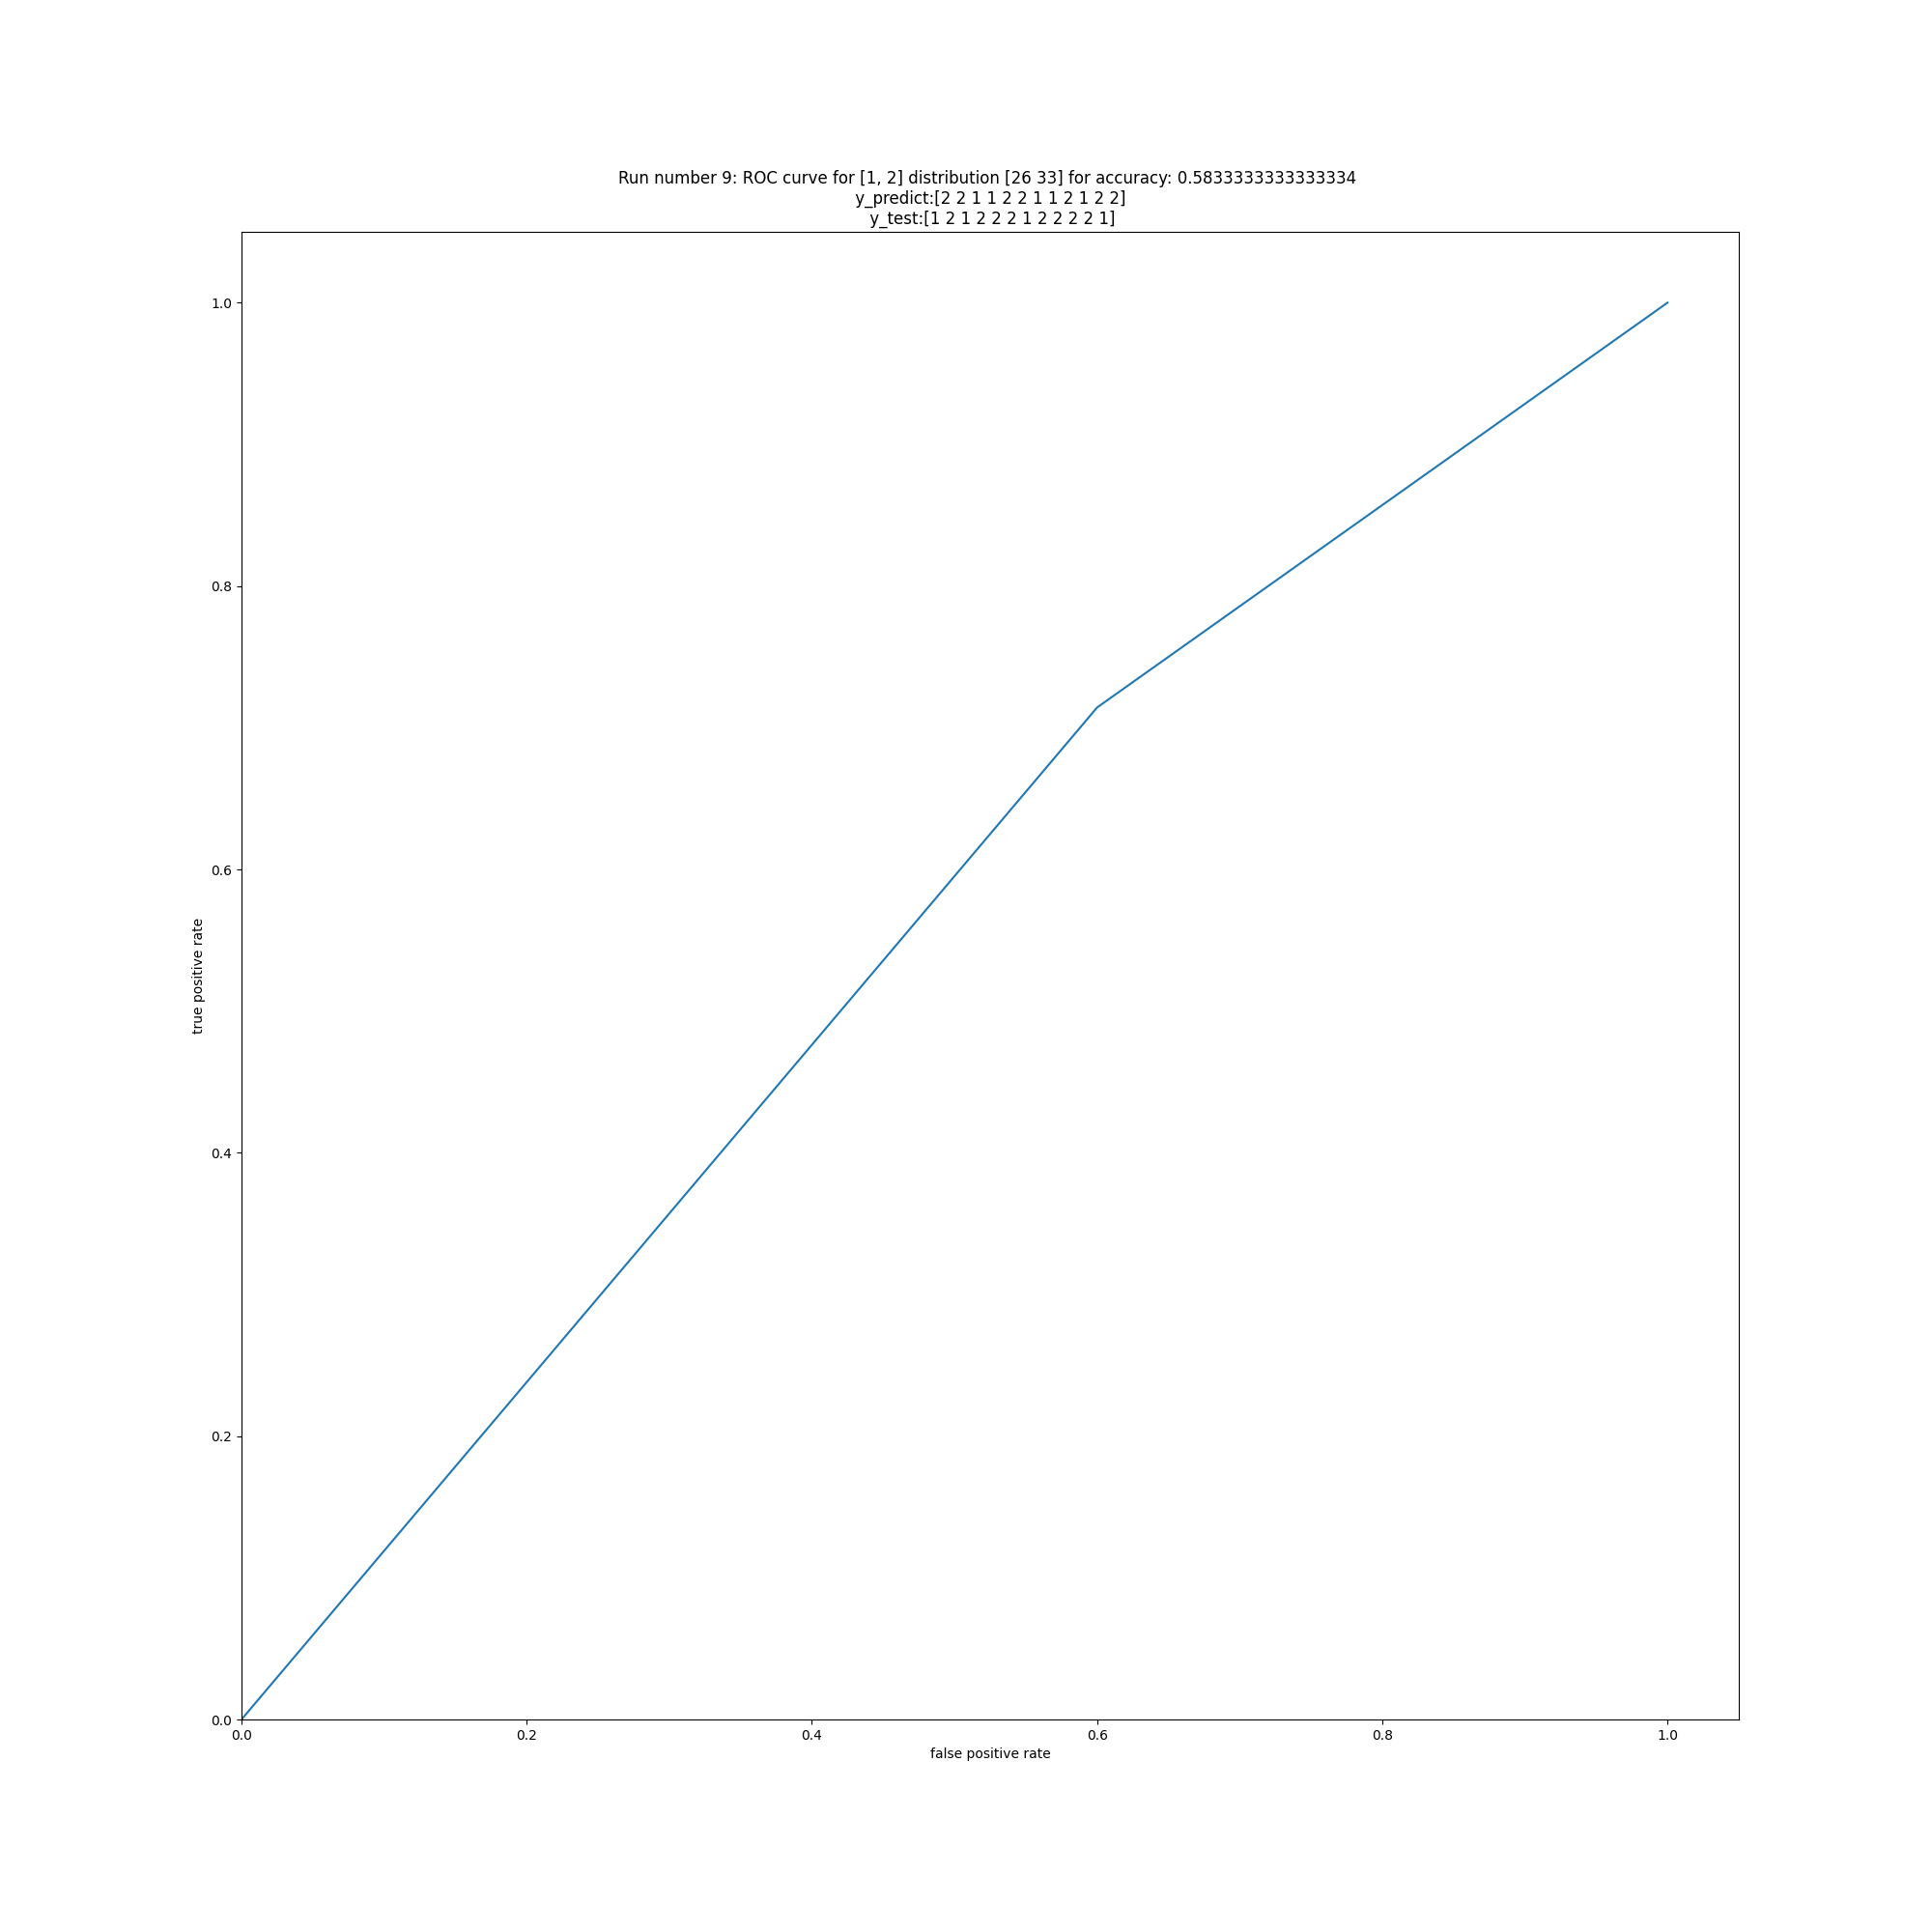 Run number 9: ROC curve for [1, 2] distribution [26 33] for accuracy: 0.5833333333333334
y_predict:[2 2 1 1 2 2 1 1 2 1 2 2]
y_test:[1 2 1 2 2 2 1 2 2 2 2 1]
1.0
0.8
0.6
0.4
0.2
0.0
true positive rate
0.0 0.2 0.4 0.6 0.8 1.0
false positive rate